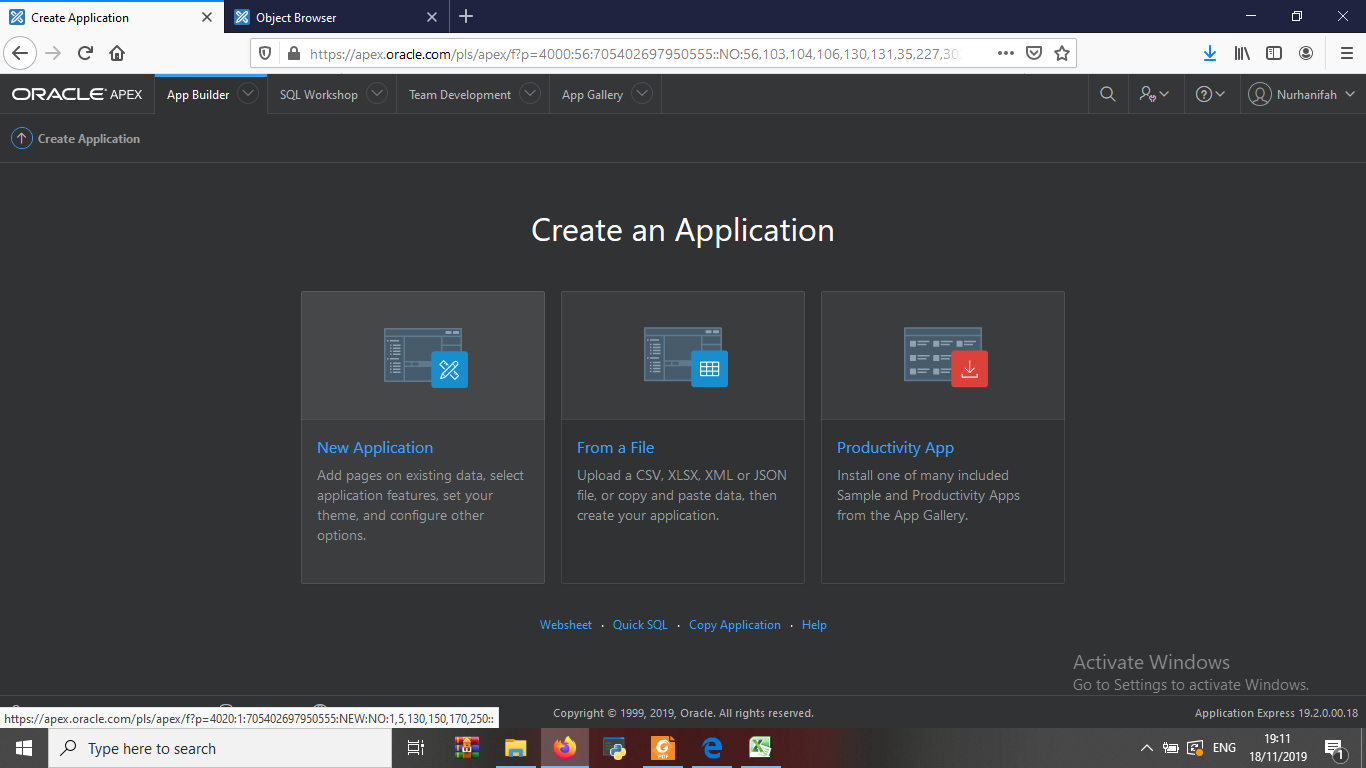 Create Application
Object Browser
https://apex.oracle.com/pls/apex/f?p=4000:56:705402697950555::NO:56,103,104,106,130,131,35,227,30
ORACLE APEX
App Builder
SQL Workshop
Team Development
App Gallery
Nurhanifah
Create Application
Create an Application
New Application
Add pages on existing data, select
application features, set your
theme, and configure other
options.
From a File
Upload a CSV, XLSX, XML or JSON
file, or copy and paste data, then
create your application.
Productivity App
Install one of many included
Sample and Productivity Apps
from the App Gallery.
Websheet · Quick SQL · Copy Application · Help
Activate Windows
Go to Settings to activate Windows.
https://apex.oracle.com/pls/apex/f?p=4020:1:705402697950555:NEW:NO:1,5,130,150,170,250::
Copyright © 1999, 2019, Oracle. All rights reserved.
Application Express 19.2.0.00.18
Type here to search
PDF
ENG
19:11
18/11/2019
1